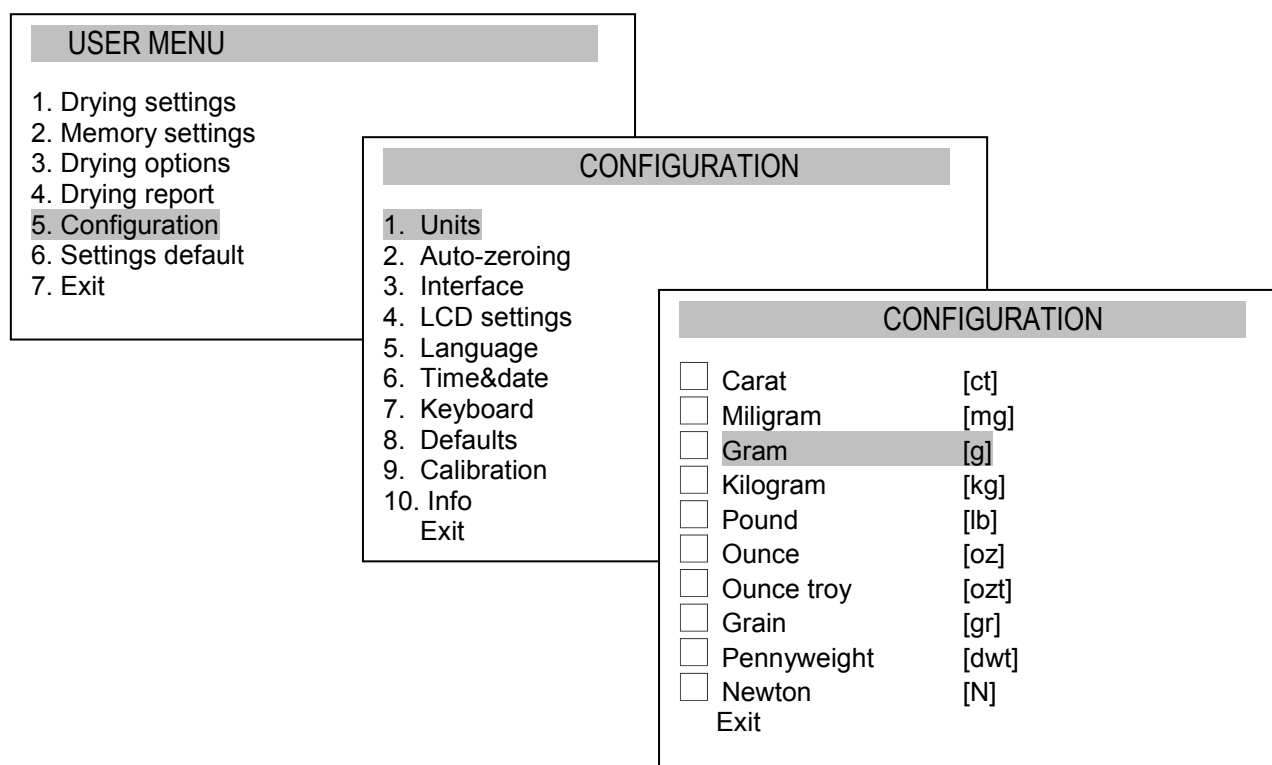 USER MENU
1. Drying settings
2. Memory settings
3. Drying options
4. Drying report
5. Configuration
6. Settings default
7. Exit
CONFIGURATION
1. Units
2. Auto-zeroing
3. Interface
4. LCD settings
5. Language
6. Time&date
7. Keyboard
8. Defaults
9. Calibration
10. Info
Exit
CONFIGURATION
Carat [ct]
Miligram [mg]
Gram [g]
Kilogram [kg]
Pound [lb]
Ounce [oz]
Ounce troy [ozt]
Grain [gr]
Pennyweight [dwt]
Newton [N]
Exit